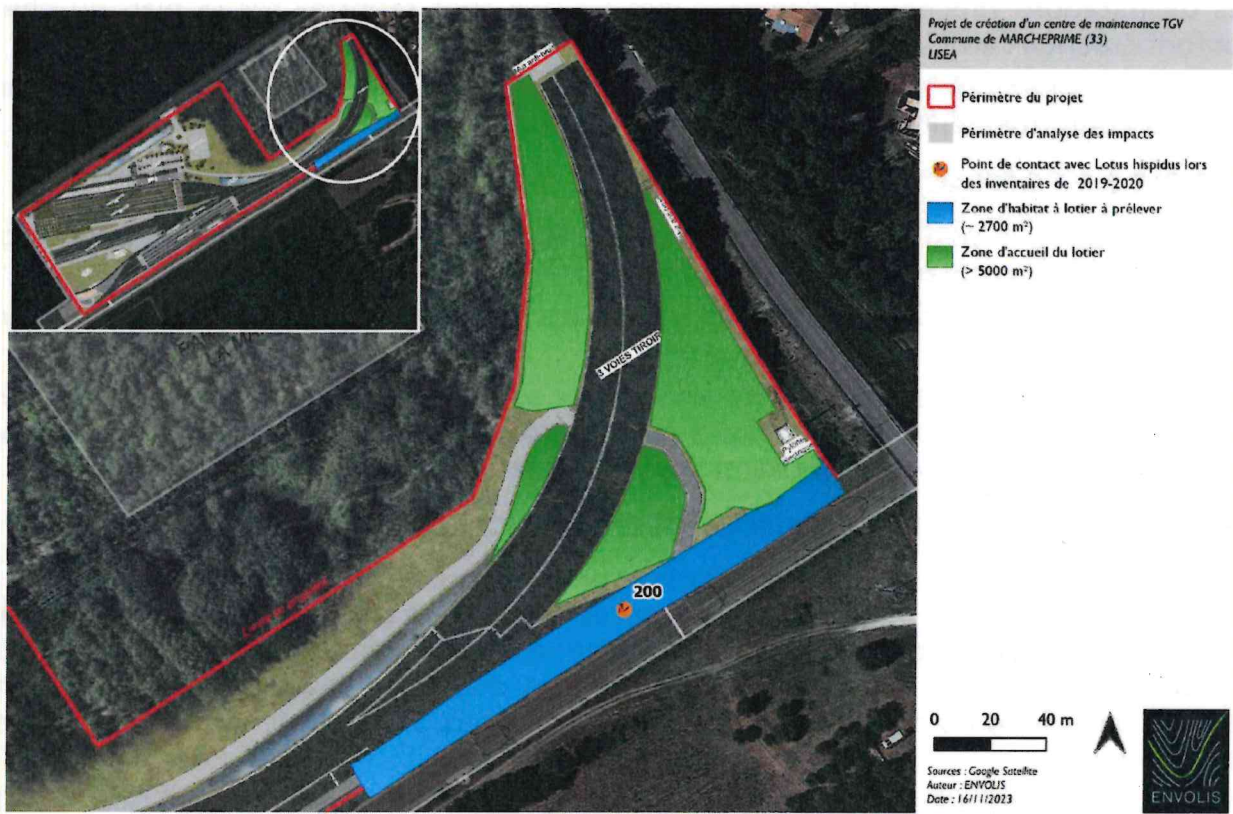 Projet de création d'un centre de maintenance TGV
Commune de MARCHEPRIME (33)
LISEA
Périmètre du projet
Périmètre d'analyse des impacts
Point de contact avec Lotus hispidus lors
des inventaires de 2019-2020
Zone d'habitat à lotier à prélever
(~ 2700 m²)
Zone d'accueil du lotier
(> 5000 m²)
3 VOIES TIROIR
Pylône
200
0 20 40 m
Sources : Google Satellite
Auteur : ENVOLIS
Date : 16/11/2023
ENVOLIS